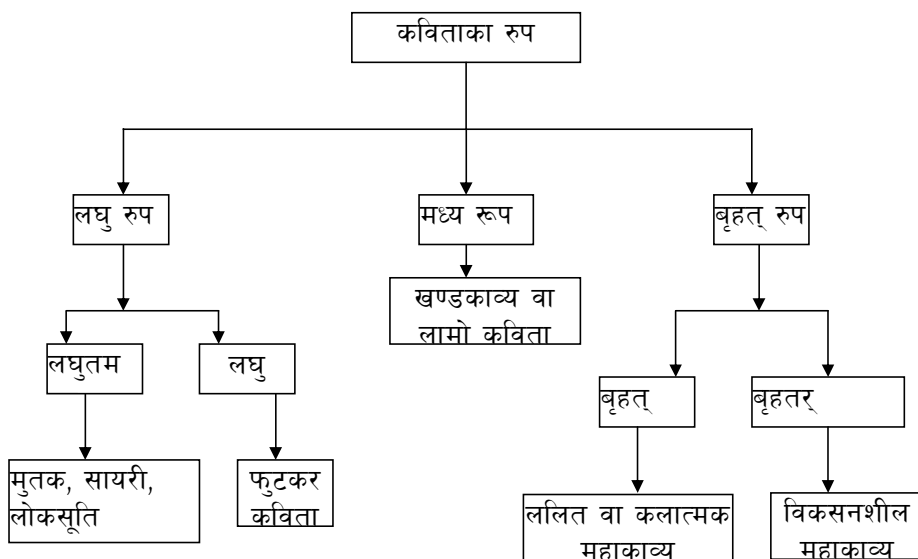 कविताका रुप
लघु रुप
मध्य रूप
बृहत् रुप
खण्डकाव्य वा
लामो कविता
लघुतम
लघु
बृहत्
बृहतर्
मुतक, सायरी,
लोकसूति
फुटकर
कविता
ललित वा कलात्मक
महाकाव्य
विकसनशील
महाकाव्य